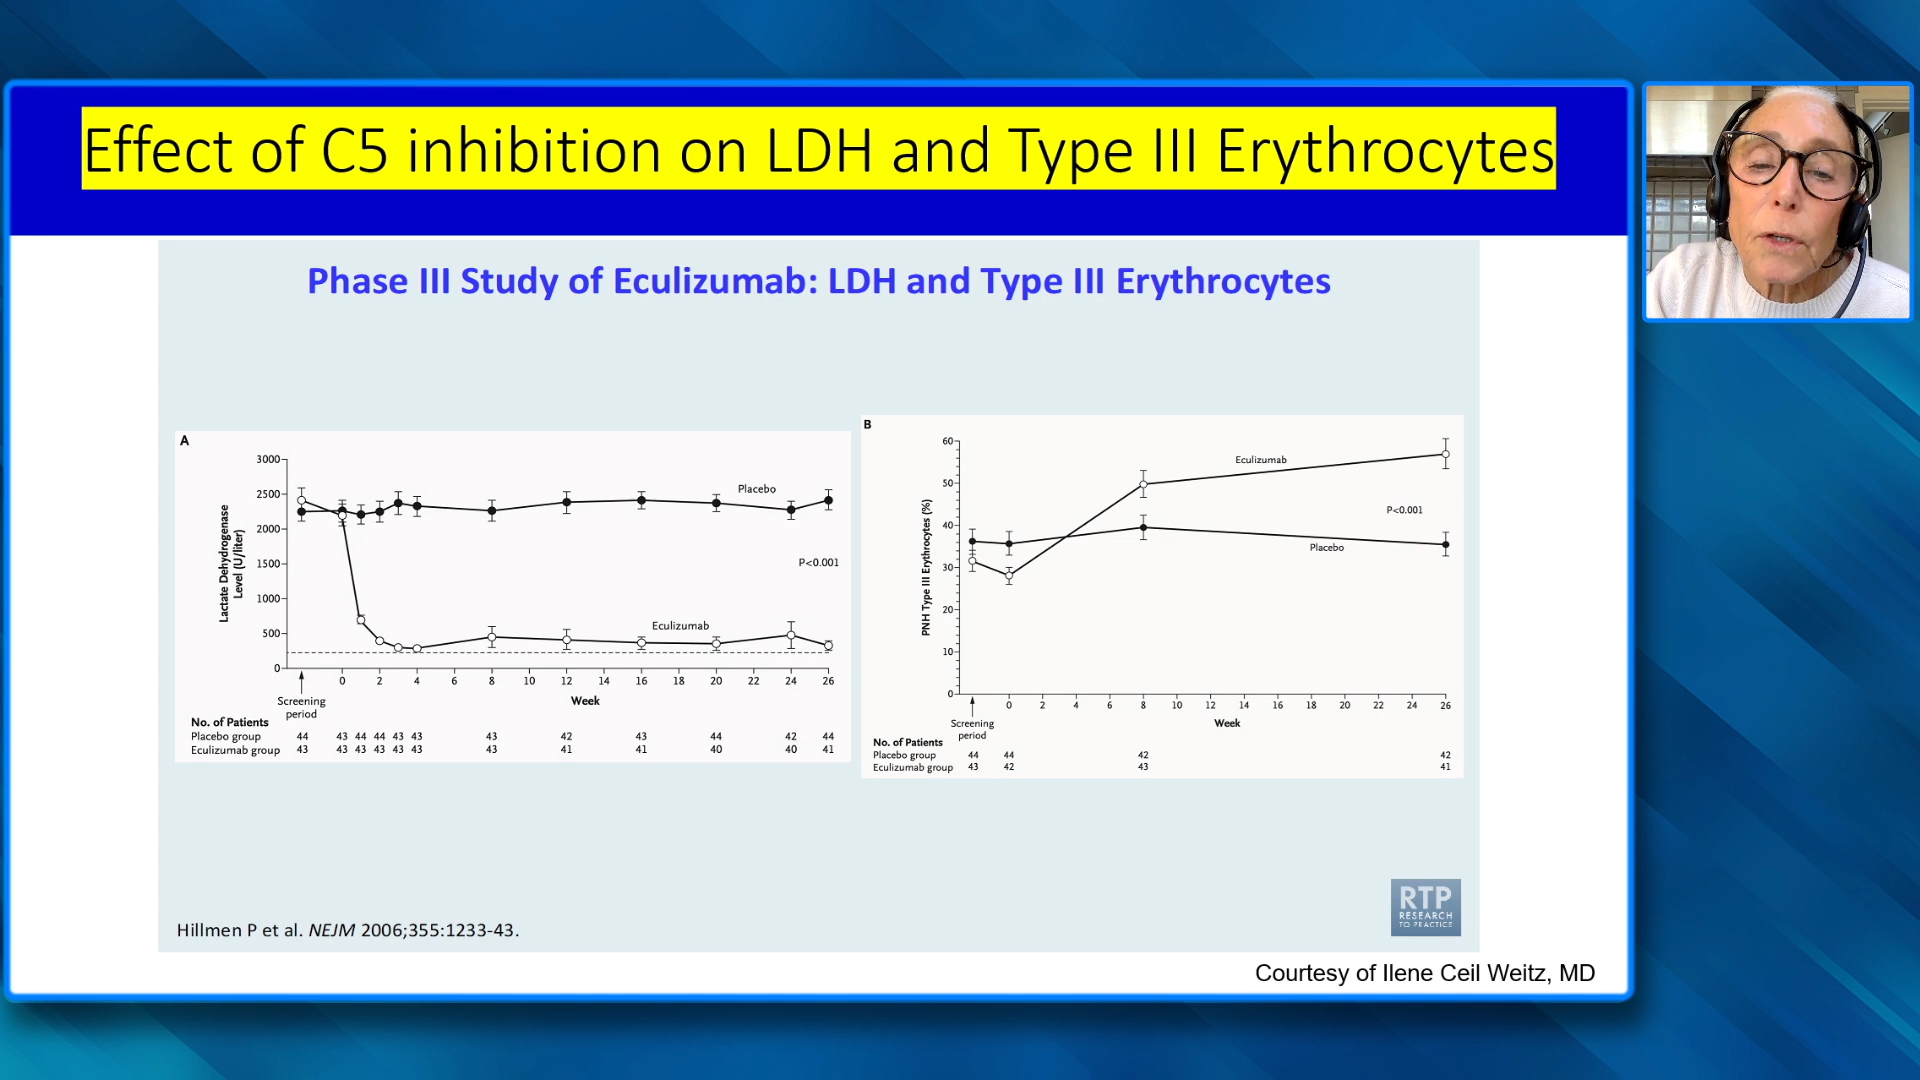 Effect of C5 inhibition on LDH and Type III Erythrocytes
Phase III Study of Eculizumab: LDH and Type III Erythrocytes
A
Lactate Dehydrogenase
Level (U/liter)
3000
2500
2000
1500
1000
500
0
Placebo
P<0.001
Eculizumab
0 2 4 6 8 10 12 14 16 18 20 22 24 26
Screening
period
Week
No. of Patients
Placebo group 44 43 44 44 43 43 43 42 43 44 42 44
Eculizumab group 43 43 43 43 43 43 43 41 41 40 40 41
B
PNH Type III Erythrocytes (%)
60
50
40
30
20
10
0
Eculizumab
P<0.001
Placebo
0 2 4 6 8 10 12 14 16 18 20 22 24 26
Screening
period
Week
No. of Patients
Placebo group 44 44 42 42
Eculizumab group 43 42 43 41
Hillmen P et al. NEJM 2006;355:1233-43.
RTP
RESEARCH
TO PRACTICE
Courtesy of Ilene Ceil Weitz, MD